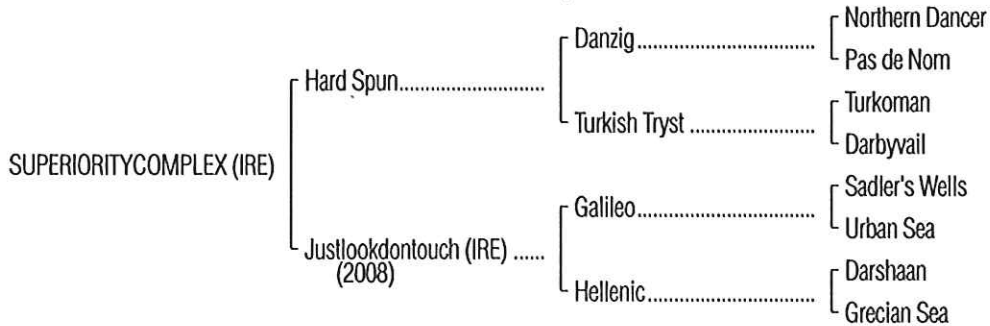 Northern Dancer
Danzig
Pas de Nom
Hard Spun
Turkoman
Turkish Tryst
Darbyvail
SUPERIORITYCOMPLEX (IRE)
Sadler's Wells
Galileo
Urban Sea
Justlookdontouch (IRE)
(2008)
Darshaan
Hellenic
Grecian Sea